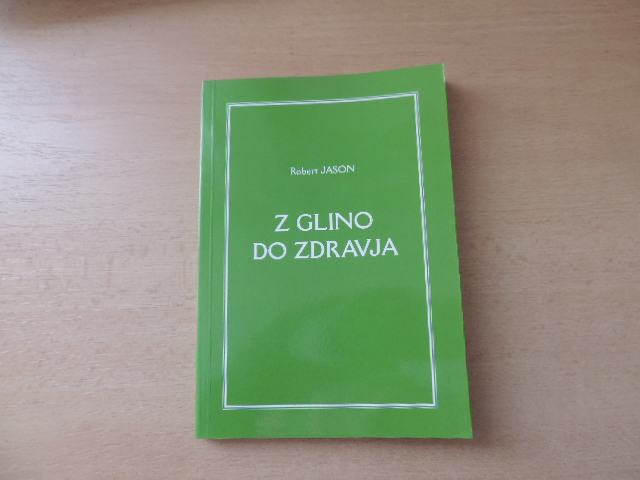 Robert JASON
Z GLINO
DO ZDRAVJA